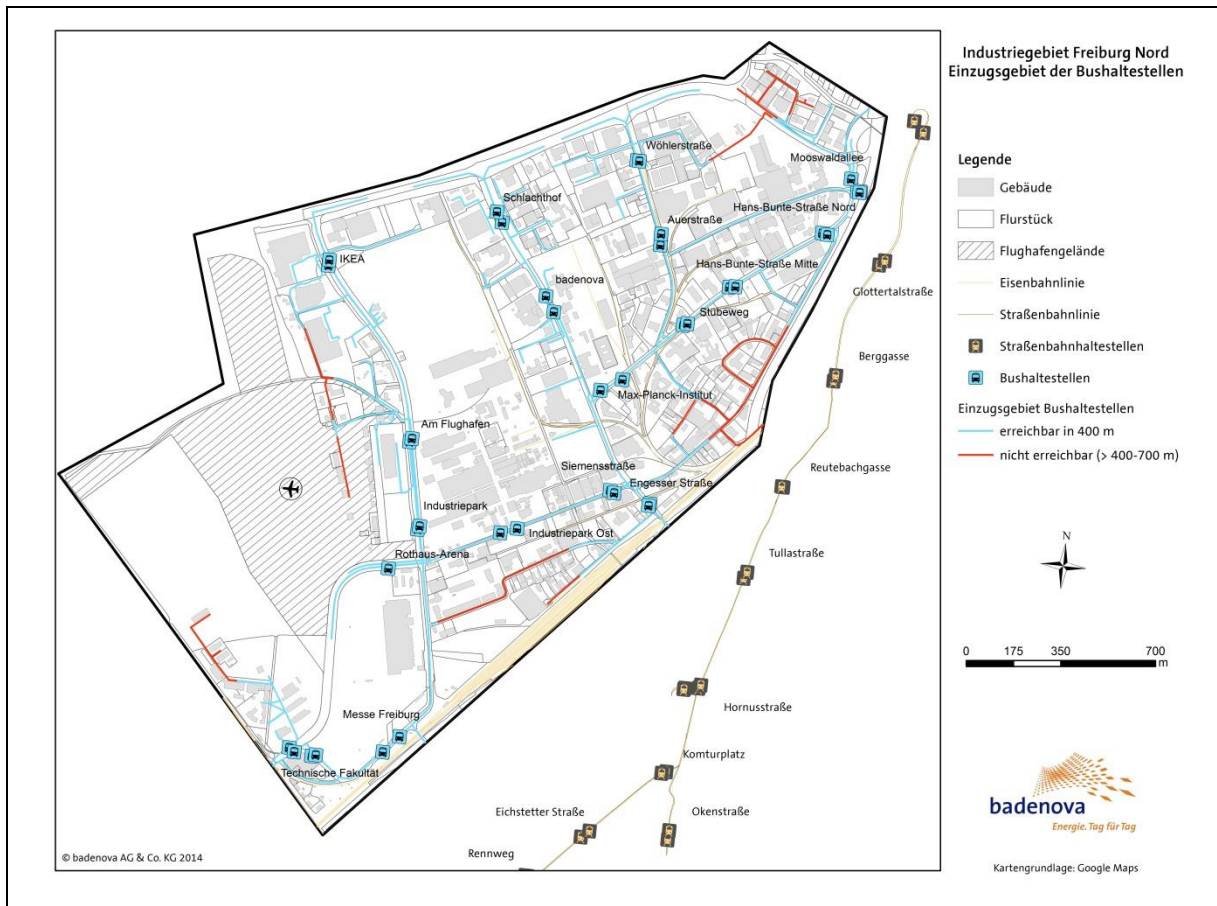 Industriegebiet Freiburg Nord
Einzugsgebiet der Bushaltestellen
Legende
Gebäude
Flurstück
Flughafengelände
Eisenbahnlinie
Straßenbahnlinie
Straßenbahnhaltestellen
Bushaltestellen
Einzugsgebiet Bushaltestellen
erreichbar in 400 m
nicht erreichbar (> 400-700 m)
N
0 175 350 700
m
badenova
Energie. Tag für Tag
Kartengrundlage: Google Maps
Wöhlerstraße
Mooswaldallee
Schlachthof
Hans-Bunte-Straße Nord
Auerstraße
IKEA
Hans-Bunte-Straße Mitte
badenova
Glottertalstraße
Stübeweg
Berggasse
Max-Planck-Institut
Am Flughafen
Siemensstraße
Reutebachgasse
Engesser Straße
Industriepark
Industriepark Ost
Rothaus-Arena
Tullastraße
Hornusstraße
Messe Freiburg
Komturplatz
Technische Fakultät
Eichstetter Straße
Okenstraße
Rennweg
© badenova AG & Co. KG 2014